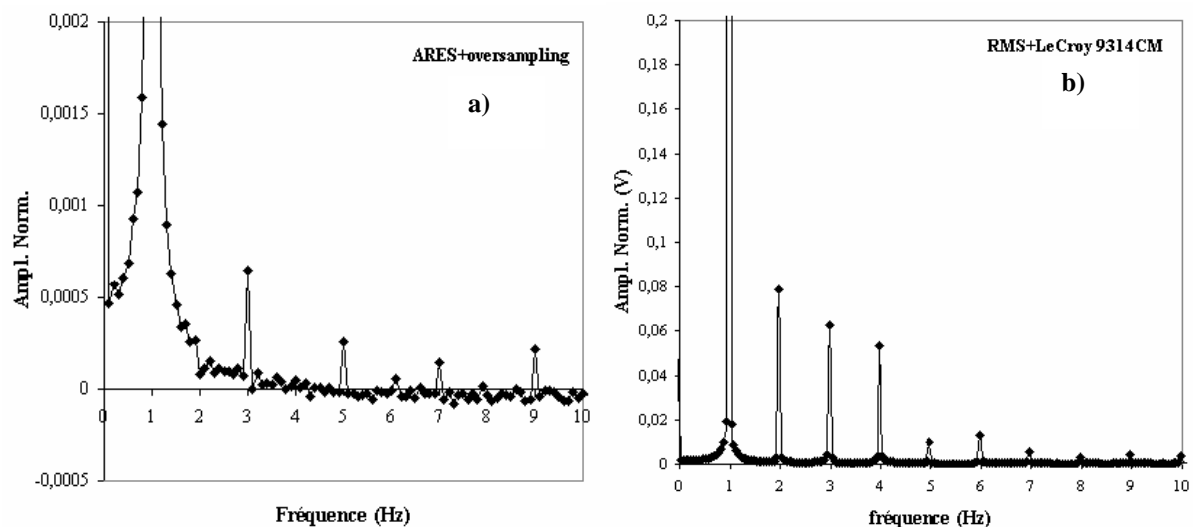 ARES+oversampling
a)
Ampl. Norm.
0,002
0,0015
0,001
0,0005
0
-0,0005
0 1 2 3 4 5 6 7 8 9 10
Fréquence (Hz)
RMS+LeCroy 9314CM
b)
Ampl. Norm. (V)
0,2
0,18
0,16
0,14
0,12
0,1
0,08
0,06
0,04
0,02
0
0 1 2 3 4 5 6 7 8 9 10
fréquence (Hz)